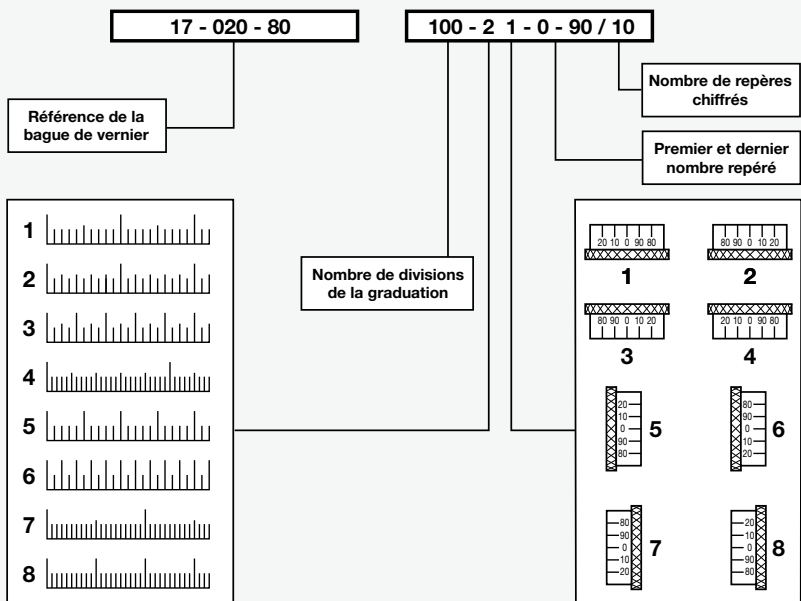 17 - 020 - 80
100 - 2 1 - 0 - 90 / 10
Nombre de repères
chiffrés
Référence de la
bague de vernier
Premier et dernier
nombre repéré
Nombre de divisions
de la graduation
1
2
3
4
5
6
7
8
20 10 0 90 80
1
80 90 0 10 20
2
80 90 0 10 20
3
20 10 0 90 80
4
20
10
0
90
80
5
80
90
0
10
20
6
80
90
0
10
20
7
20
10
0
90
80
8